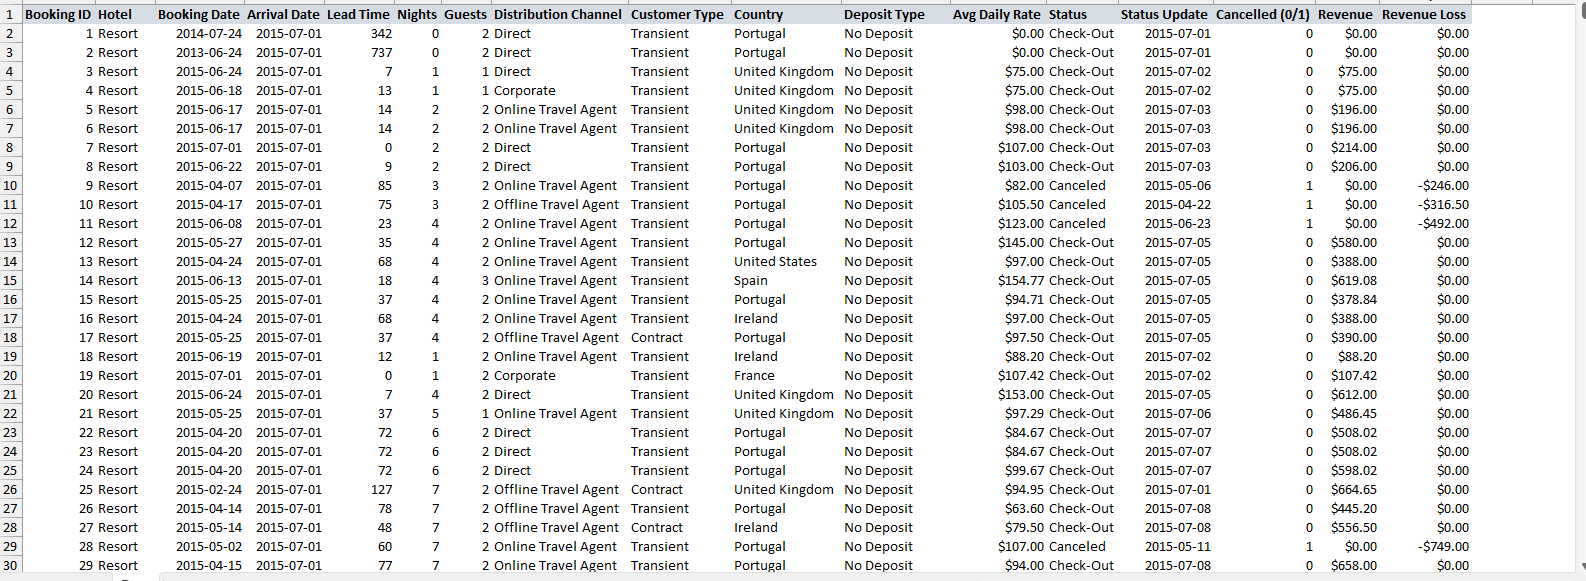 1 Booking ID Hotel Booking Date Arrival Date Lead Time Nights Guests Distribution Channel Customer Type Country Deposit Type Avg Daily Rate Status Status Update Cancelled (0/1) Revenue Revenue Loss
2 1 Resort 2014-07-24 2015-07-01 342 0 2 Direct Transient Portugal No Deposit $0.00 Check-Out 2015-07-01 0 $0.00 $0.00
3 2 Resort 2013-06-24 2015-07-01 737 0 2 Direct Transient Portugal No Deposit $0.00 Check-Out 2015-07-01 0 $0.00 $0.00
4 3 Resort 2015-06-24 2015-07-01 7 1 1 Direct Transient United Kingdom No Deposit $75.00 Check-Out 2015-07-02 0 $75.00 $0.00
5 4 Resort 2015-06-18 2015-07-01 13 1 1 Corporate Transient United Kingdom No Deposit $75.00 Check-Out 2015-07-02 0 $75.00 $0.00
6 5 Resort 2015-06-17 2015-07-01 14 2 2 Online Travel Agent Transient United Kingdom No Deposit $98.00 Check-Out 2015-07-03 0 $196.00 $0.00
7 6 Resort 2015-06-17 2015-07-01 14 2 2 Online Travel Agent Transient United Kingdom No Deposit $98.00 Check-Out 2015-07-03 0 $196.00 $0.00
8 7 Resort 2015-07-01 2015-07-01 0 2 2 Direct Transient Portugal No Deposit $107.00 Check-Out 2015-07-03 0 $214.00 $0.00
9 8 Resort 2015-06-22 2015-07-01 9 2 2 Direct Transient Portugal No Deposit $103.00 Check-Out 2015-07-03 0 $206.00 $0.00
10 9 Resort 2015-04-07 2015-07-01 85 3 2 Online Travel Agent Transient Portugal No Deposit $82.00 Canceled 2015-05-06 1 $0.00 -$246.00
11 10 Resort 2015-04-17 2015-07-01 75 3 2 Offline Travel Agent Transient Portugal No Deposit $105.50 Canceled 2015-04-22 1 $0.00 -$316.50
12 11 Resort 2015-06-08 2015-07-01 23 4 2 Online Travel Agent Transient Portugal No Deposit $123.00 Canceled 2015-06-23 1 $0.00 -$492.00
13 12 Resort 2015-05-27 2015-07-01 35 4 2 Online Travel Agent Transient Portugal No Deposit $145.00 Check-Out 2015-07-05 0 $580.00 $0.00
14 13 Resort 2015-04-24 2015-07-01 68 4 2 Online Travel Agent Transient United States No Deposit $97.00 Check-Out 2015-07-05 0 $388.00 $0.00
15 14 Resort 2015-06-13 2015-07-01 18 4 3 Online Travel Agent Transient Spain No Deposit $154.77 Check-Out 2015-07-05 0 $619.08 $0.00
16 15 Resort 2015-05-25 2015-07-01 37 4 2 Online Travel Agent Transient Portugal No Deposit $94.71 Check-Out 2015-07-05 0 $378.84 $0.00
17 16 Resort 2015-04-24 2015-07-01 68 4 2 Online Travel Agent Transient Ireland No Deposit $97.00 Check-Out 2015-07-05 0 $388.00 $0.00
18 17 Resort 2015-05-25 2015-07-01 37 4 2 Offline Travel Agent Contract Portugal No Deposit $97.50 Check-Out 2015-07-05 0 $390.00 $0.00
19 18 Resort 2015-06-19 2015-07-01 12 1 2 Online Travel Agent Transient Ireland No Deposit $88.20 Check-Out 2015-07-02 0 $88.20 $0.00
20 19 Resort 2015-07-01 2015-07-01 0 1 2 Corporate Transient France No Deposit $107.42 Check-Out 2015-07-02 0 $107.42 $0.00
21 20 Resort 2015-06-24 2015-07-01 7 4 2 Direct Transient United Kingdom No Deposit $153.00 Check-Out 2015-07-05 0 $612.00 $0.00
22 21 Resort 2015-05-25 2015-07-01 37 5 1 Online Travel Agent Transient United Kingdom No Deposit $97.29 Check-Out 2015-07-06 0 $486.45 $0.00
23 22 Resort 2015-04-20 2015-07-01 72 6 2 Direct Transient Portugal No Deposit $84.67 Check-Out 2015-07-07 0 $508.02 $0.00
24 23 Resort 2015-04-20 2015-07-01 72 6 2 Direct Transient Portugal No Deposit $84.67 Check-Out 2015-07-07 0 $508.02 $0.00
25 24 Resort 2015-04-20 2015-07-01 72 6 2 Direct Transient Portugal No Deposit $99.67 Check-Out 2015-07-07 0 $598.02 $0.00
26 25 Resort 2015-02-24 2015-07-01 127 7 2 Offline Travel Agent Contract United Kingdom No Deposit $94.95 Check-Out 2015-07-01 0 $664.65 $0.00
27 26 Resort 2015-04-14 2015-07-01 78 7 2 Offline Travel Agent Transient Portugal No Deposit $63.60 Check-Out 2015-07-08 0 $445.20 $0.00
28 27 Resort 2015-05-14 2015-07-01 48 7 2 Offline Travel Agent Contract Ireland No Deposit $79.50 Check-Out 2015-07-08 0 $556.50 $0.00
29 28 Resort 2015-05-02 2015-07-01 60 7 2 Online Travel Agent Transient Portugal No Deposit $107.00 Canceled 2015-05-11 1 $0.00 -$749.00
30 29 Resort 2015-04-15 2015-07-01 77 7 2 Online Travel Agent Transient Portugal No Deposit $94.00 Check-Out 2015-07-08 0 $658.00 $0.00